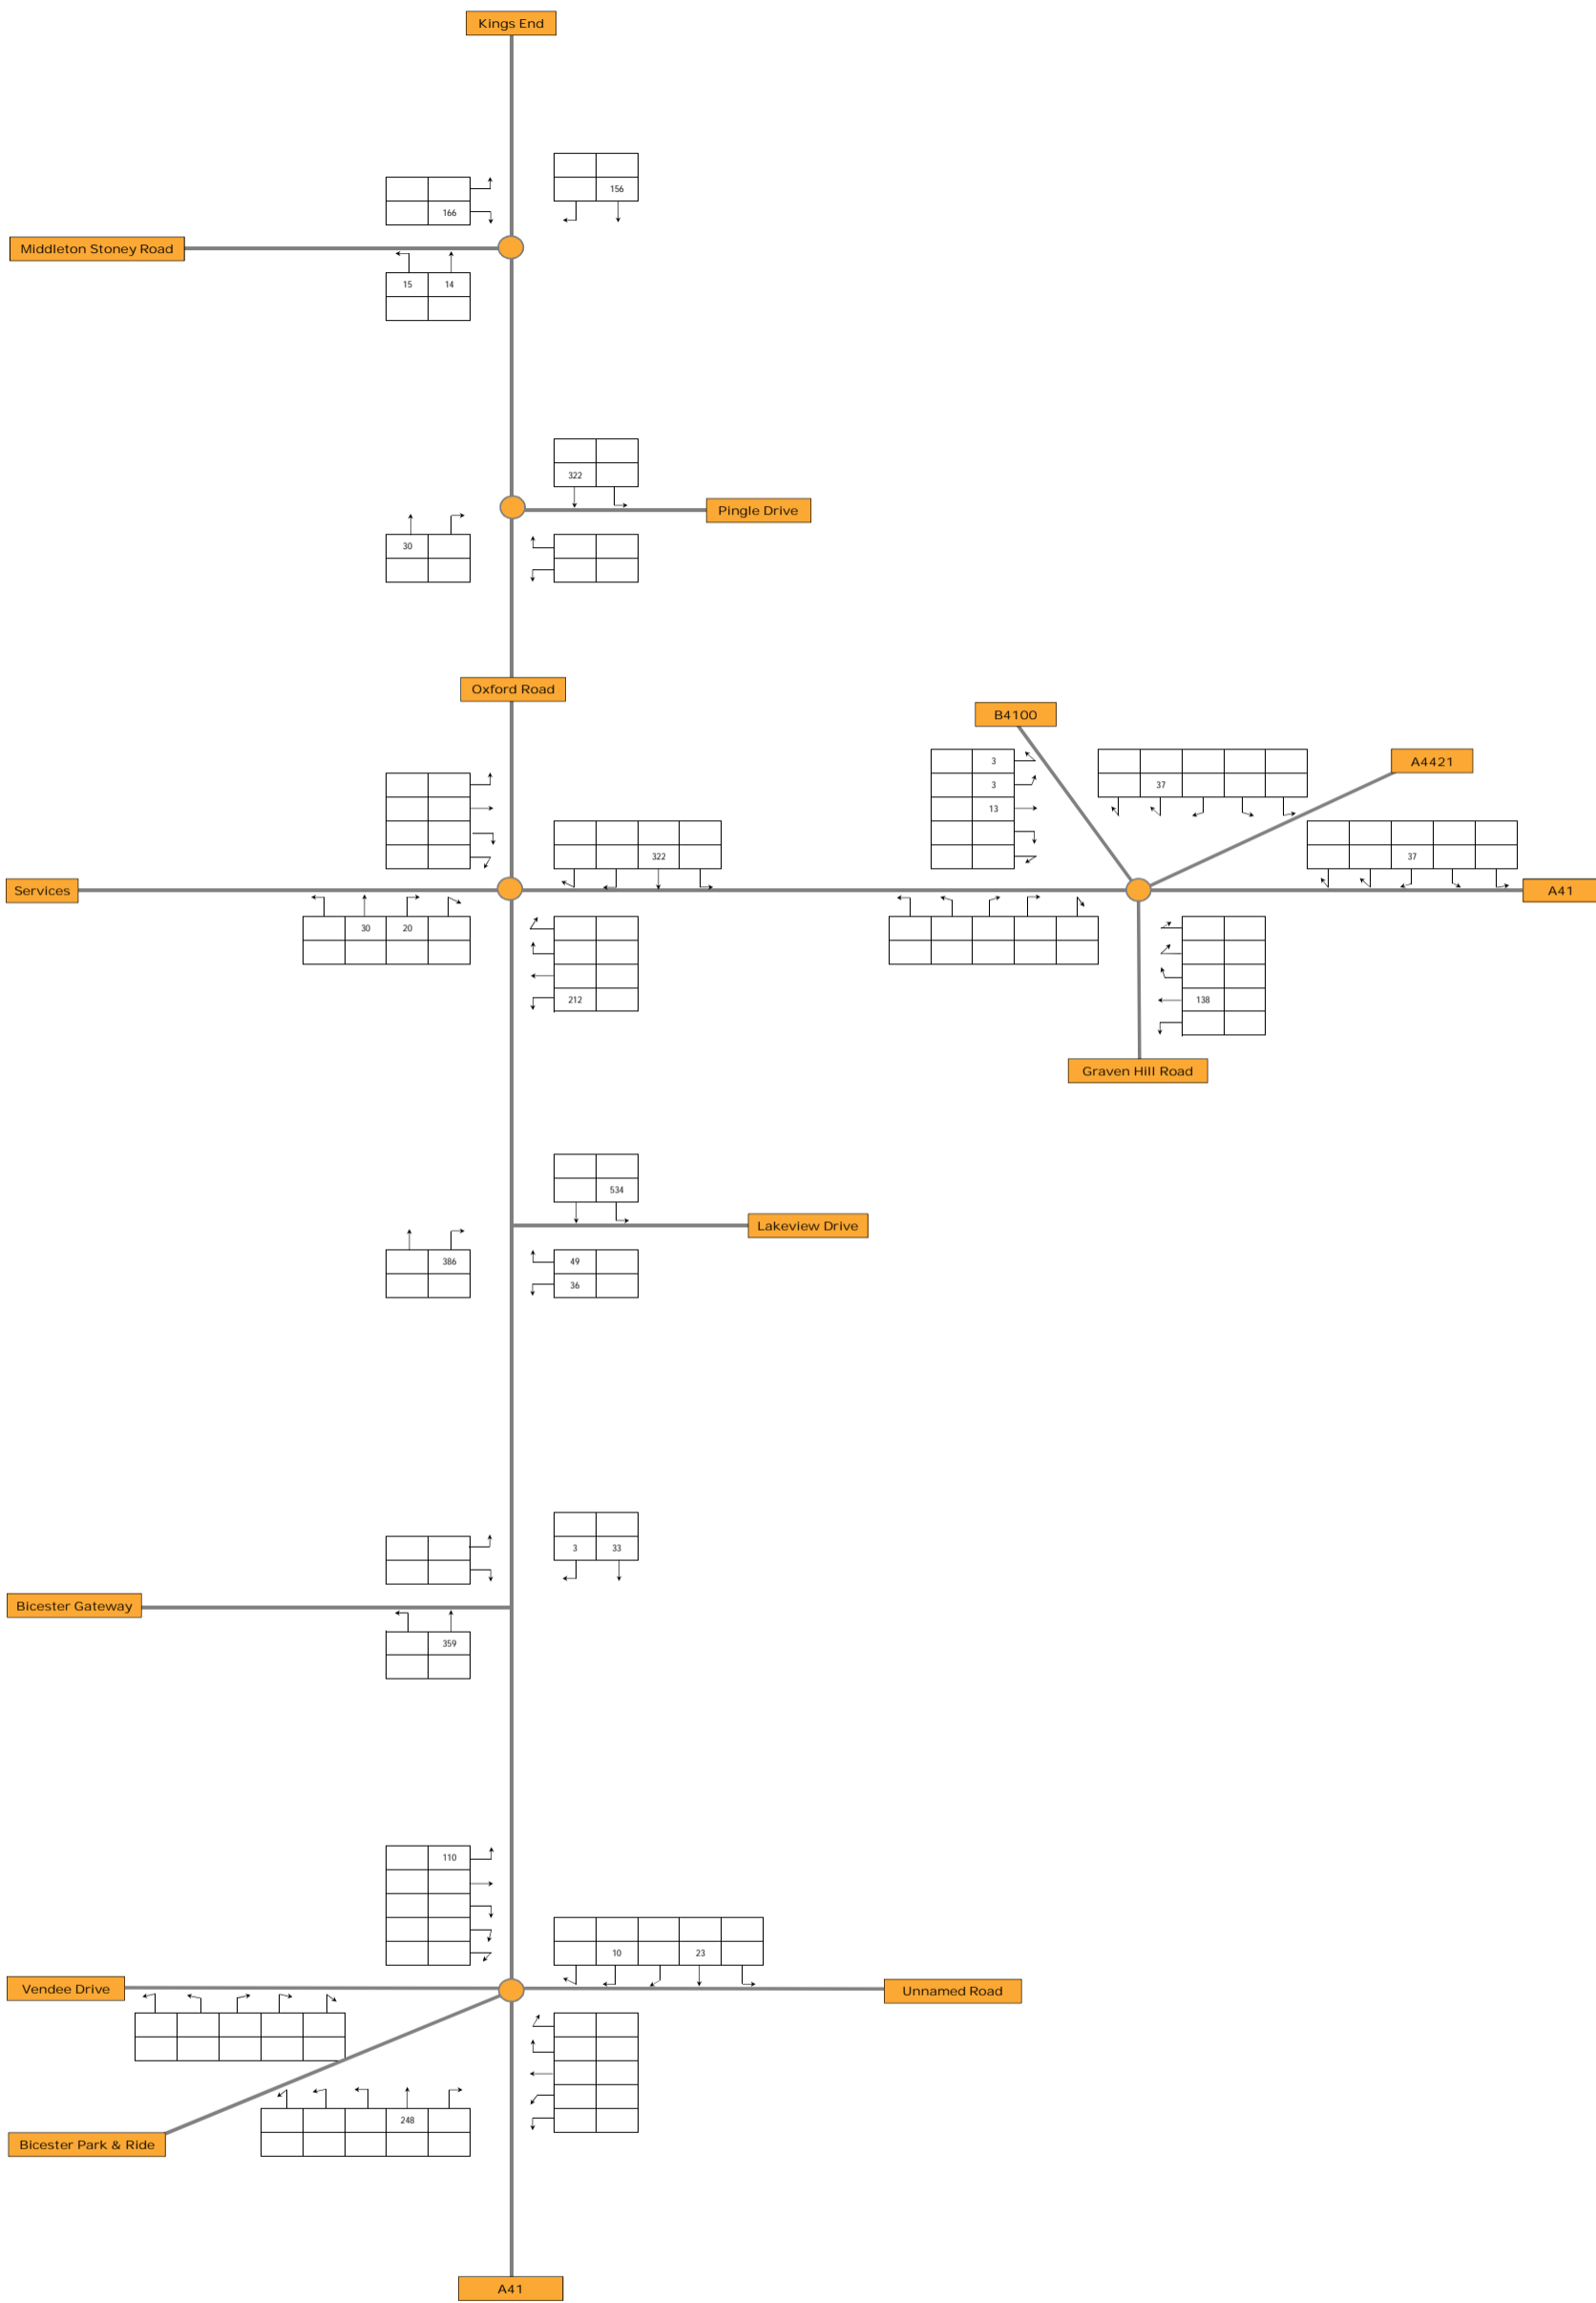 Kings End
156
166
Middleton Stoney Road
15 14
322
Pingle Drive
30
Oxford Road
B4100
3
A4421
3
37
13
322
37
Services
A41
30 20
212
138
Graven Hill Road
534
Lakeview Drive
386
49
36
3 33
Bicester Gateway
359
110
10 23
Vendee Drive
Unnamed Road
248
Bicester Park & Ride
A41